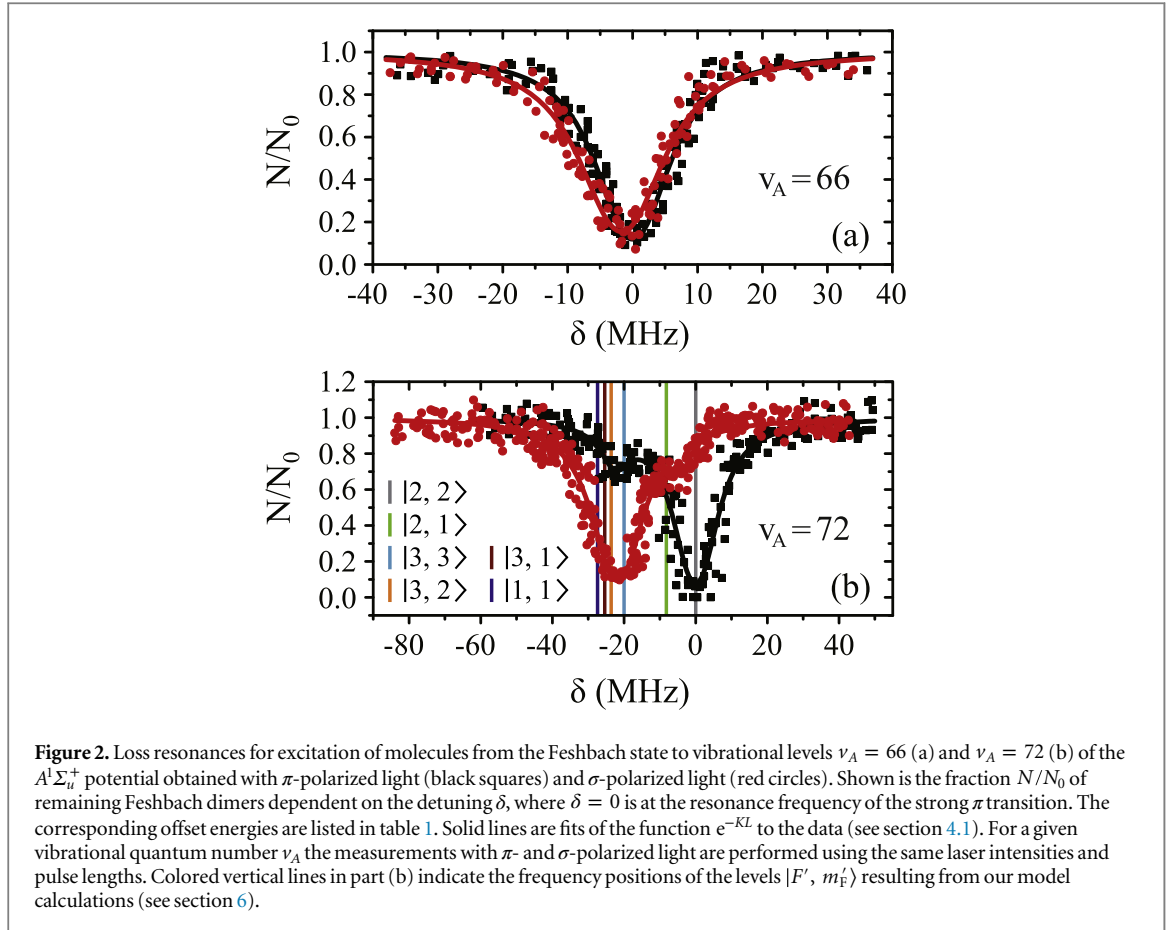 1.0
0.8
0.6
0.4
0.2
0.0
N/N₀
v_A = 66
(a)
-40 -30 -20 -10 0 10 20 30 40
δ (MHz)
1.2
1.0
0.8
0.6
0.4
0.2
0.0
N/N₀
|2, 2⟩
|2, 1⟩
|3, 3⟩ |3, 1⟩
|3, 2⟩ |1, 1⟩
v_A = 72
(b)
-80 -60 -40 -20 0 20 40
δ (MHz)
Figure 2. Loss resonances for excitation of molecules from the Feshbach state to vibrational levels ν_A = 66 (a) and ν_A = 72 (b) of the
A¹Σ_u⁺ potential obtained with π-polarized light (black squares) and σ-polarized light (red circles). Shown is the fraction N/N₀ of
remaining Feshbach dimers dependent on the detuning δ, where δ = 0 is at the resonance frequency of the strong π transition. The
corresponding offset energies are listed in table 1. Solid lines are fits of the function e^{−KL} to the data (see section 4.1). For a given
vibrational quantum number ν_A the measurements with π- and σ-polarized light are performed using the same laser intensities and
pulse lengths. Colored vertical lines in part (b) indicate the frequency positions of the levels |F′, m′_F⟩ resulting from our model
calculations (see section 6).